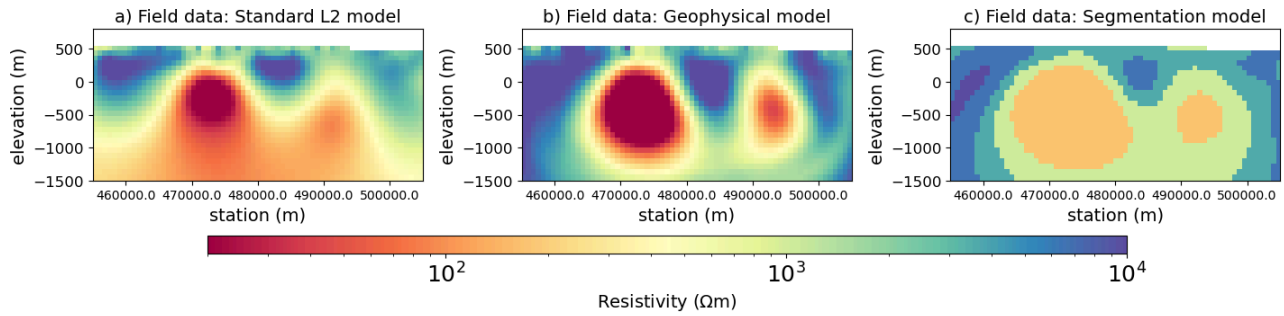 a) Field data: Standard L2 model
b) Field data: Geophysical model
c) Field data: Segmentation model
elevation (m)
500
0
−500
−1000
−1500
460000.0 470000.0 480000.0 490000.0 500000.0
station (m)
elevation (m)
500
0
−500
−1000
−1500
460000.0 470000.0 480000.0 490000.0 500000.0
station (m)
elevation (m)
500
0
−500
−1000
−1500
460000.0 470000.0 480000.0 490000.0 500000.0
station (m)
10² 10³ 10⁴
Resistivity (Ωm)